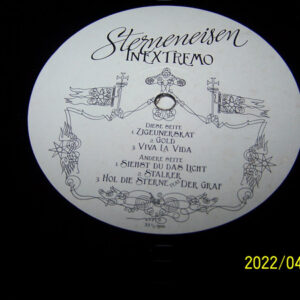 Sterneneisen
IN EXTREMO
DIESE SEITE
1. ZIGEUNERSKAT
2. GOLD
3. VIVA LA VIDA
ANDERE SEITE
1. SIEHST DU DAS LICHT
2. STALKER
3. HOL DIE STERNE UND DER GRAF
2022/04